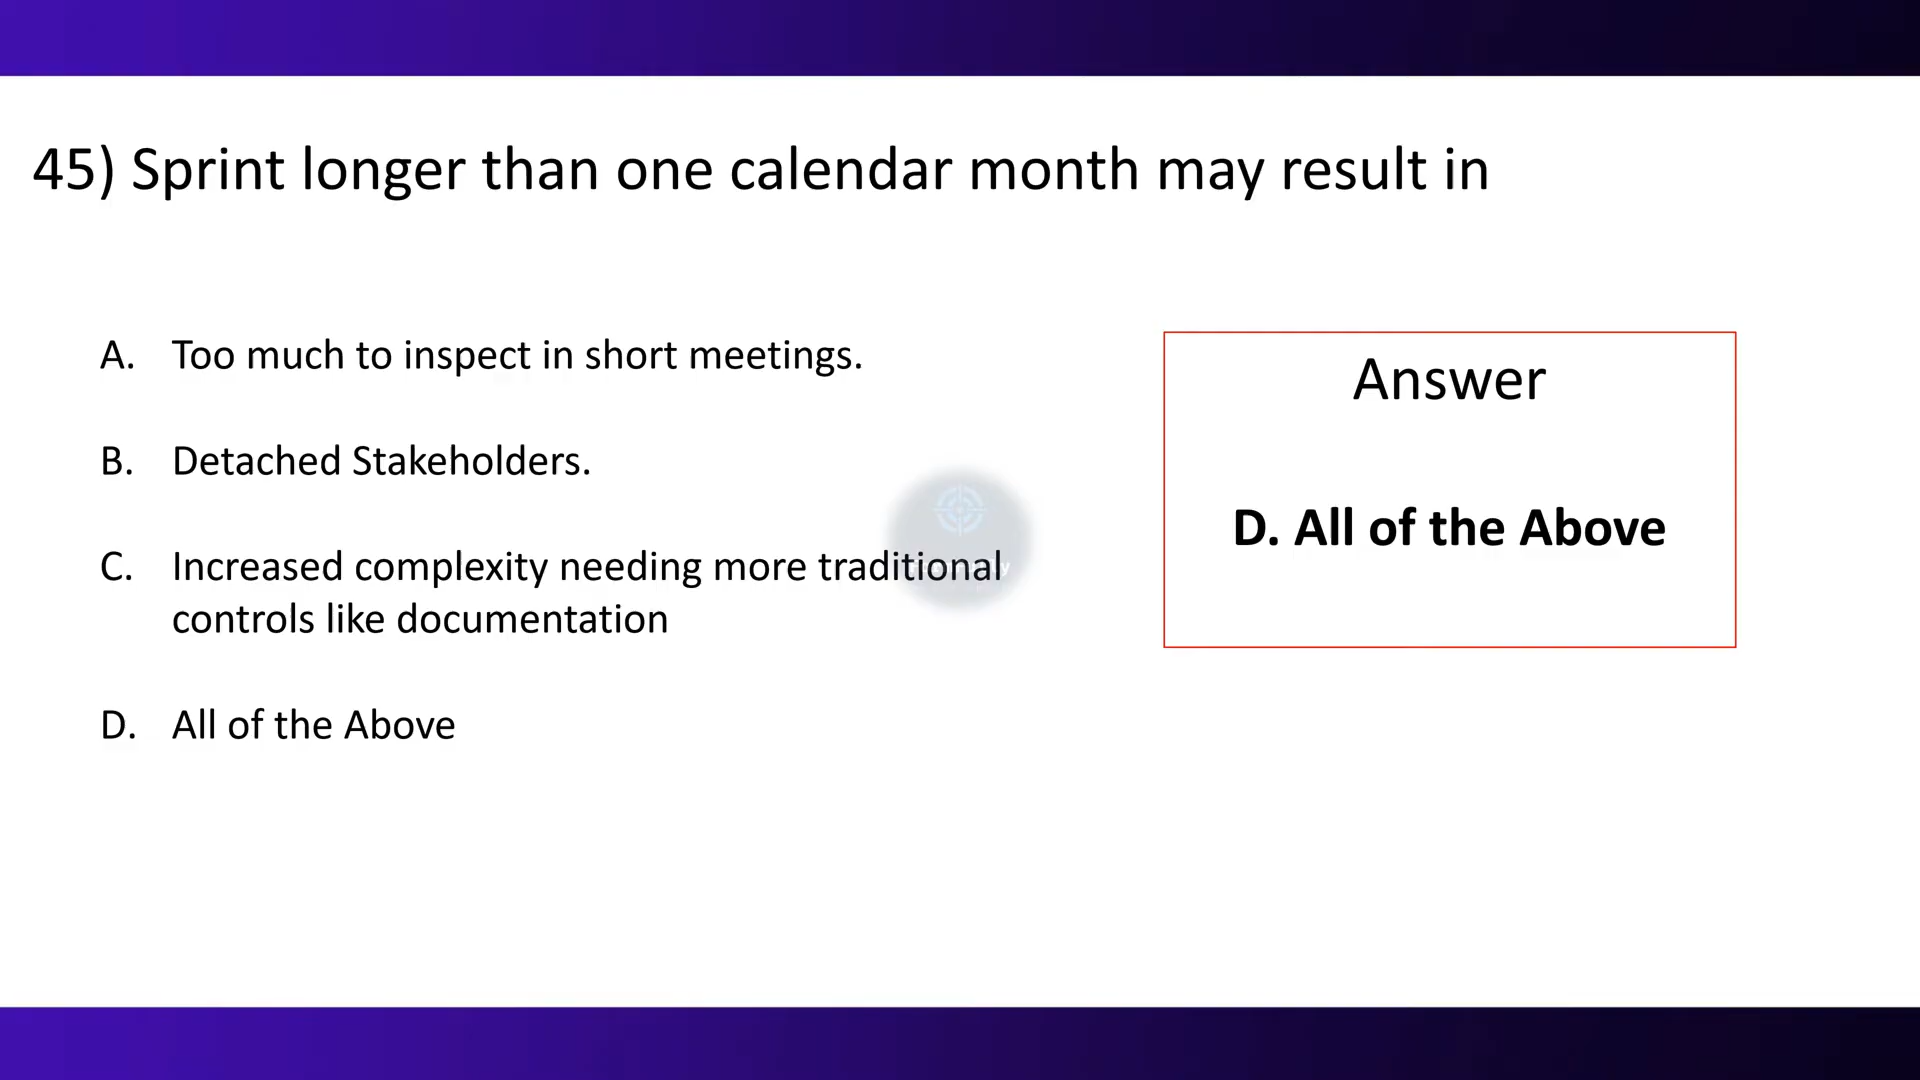 45) Sprint longer than one calendar month may result in
A. Too much to inspect in short meetings.
B. Detached Stakeholders.
C. Increased complexity needing more traditional
controls like documentation
D. All of the Above
Answer
D. All of the Above